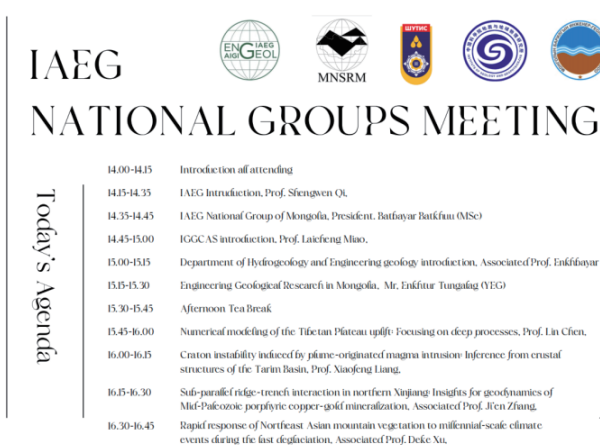 ENGEOL IAEG AIGI
MNSRM
ШУТИС
IAEG
NATIONAL GROUPS MEETING
Today's Agenda
14.00-14.15 Introduction all attending
14.15-14.35 IAEG Intruduction, Prof. Shengwen Qi,
14.35-14.45 IAEG National Group of Mongolia, President. Batbayar Batkhuu (MSc)
14.45-15.00 IGGCAS introduction, Prof. Laicheng Miao,
15.00-15.15 Department of Hydrogeology and Engineering geology introduction, Associated Prof. Enkhbayar
15.15-15.30 Engineering Geological Research in Mongolia, Mr. Enkhtur Tungalag (YEG)
15.30-15.45 Afternoon Tea Break
15.45-16.00 Numerical modeling of the Tibetan Plateau uplift: Focusing on deep processes, Prof. Lin Chen,
16.00-16.15 Craton instability induced by plume-originated magma intrusion: Inference from crustal
structures of the Tarim Basin, Prof. Xiaofeng Liang,
16.15-16.30 Sub-parallel ridge-trench interaction in northern Xinjiang: Insights for geodynamics of
Mid-Paleozoic porphyric copper-gold mineralization, Associated Prof. Ji'en Zhang,
16.30-16.45 Rapid response of Northeast Asian mountain vegetation to millennial-scale climate
events during the last deglaciation, Associated Prof. Deke Xu,